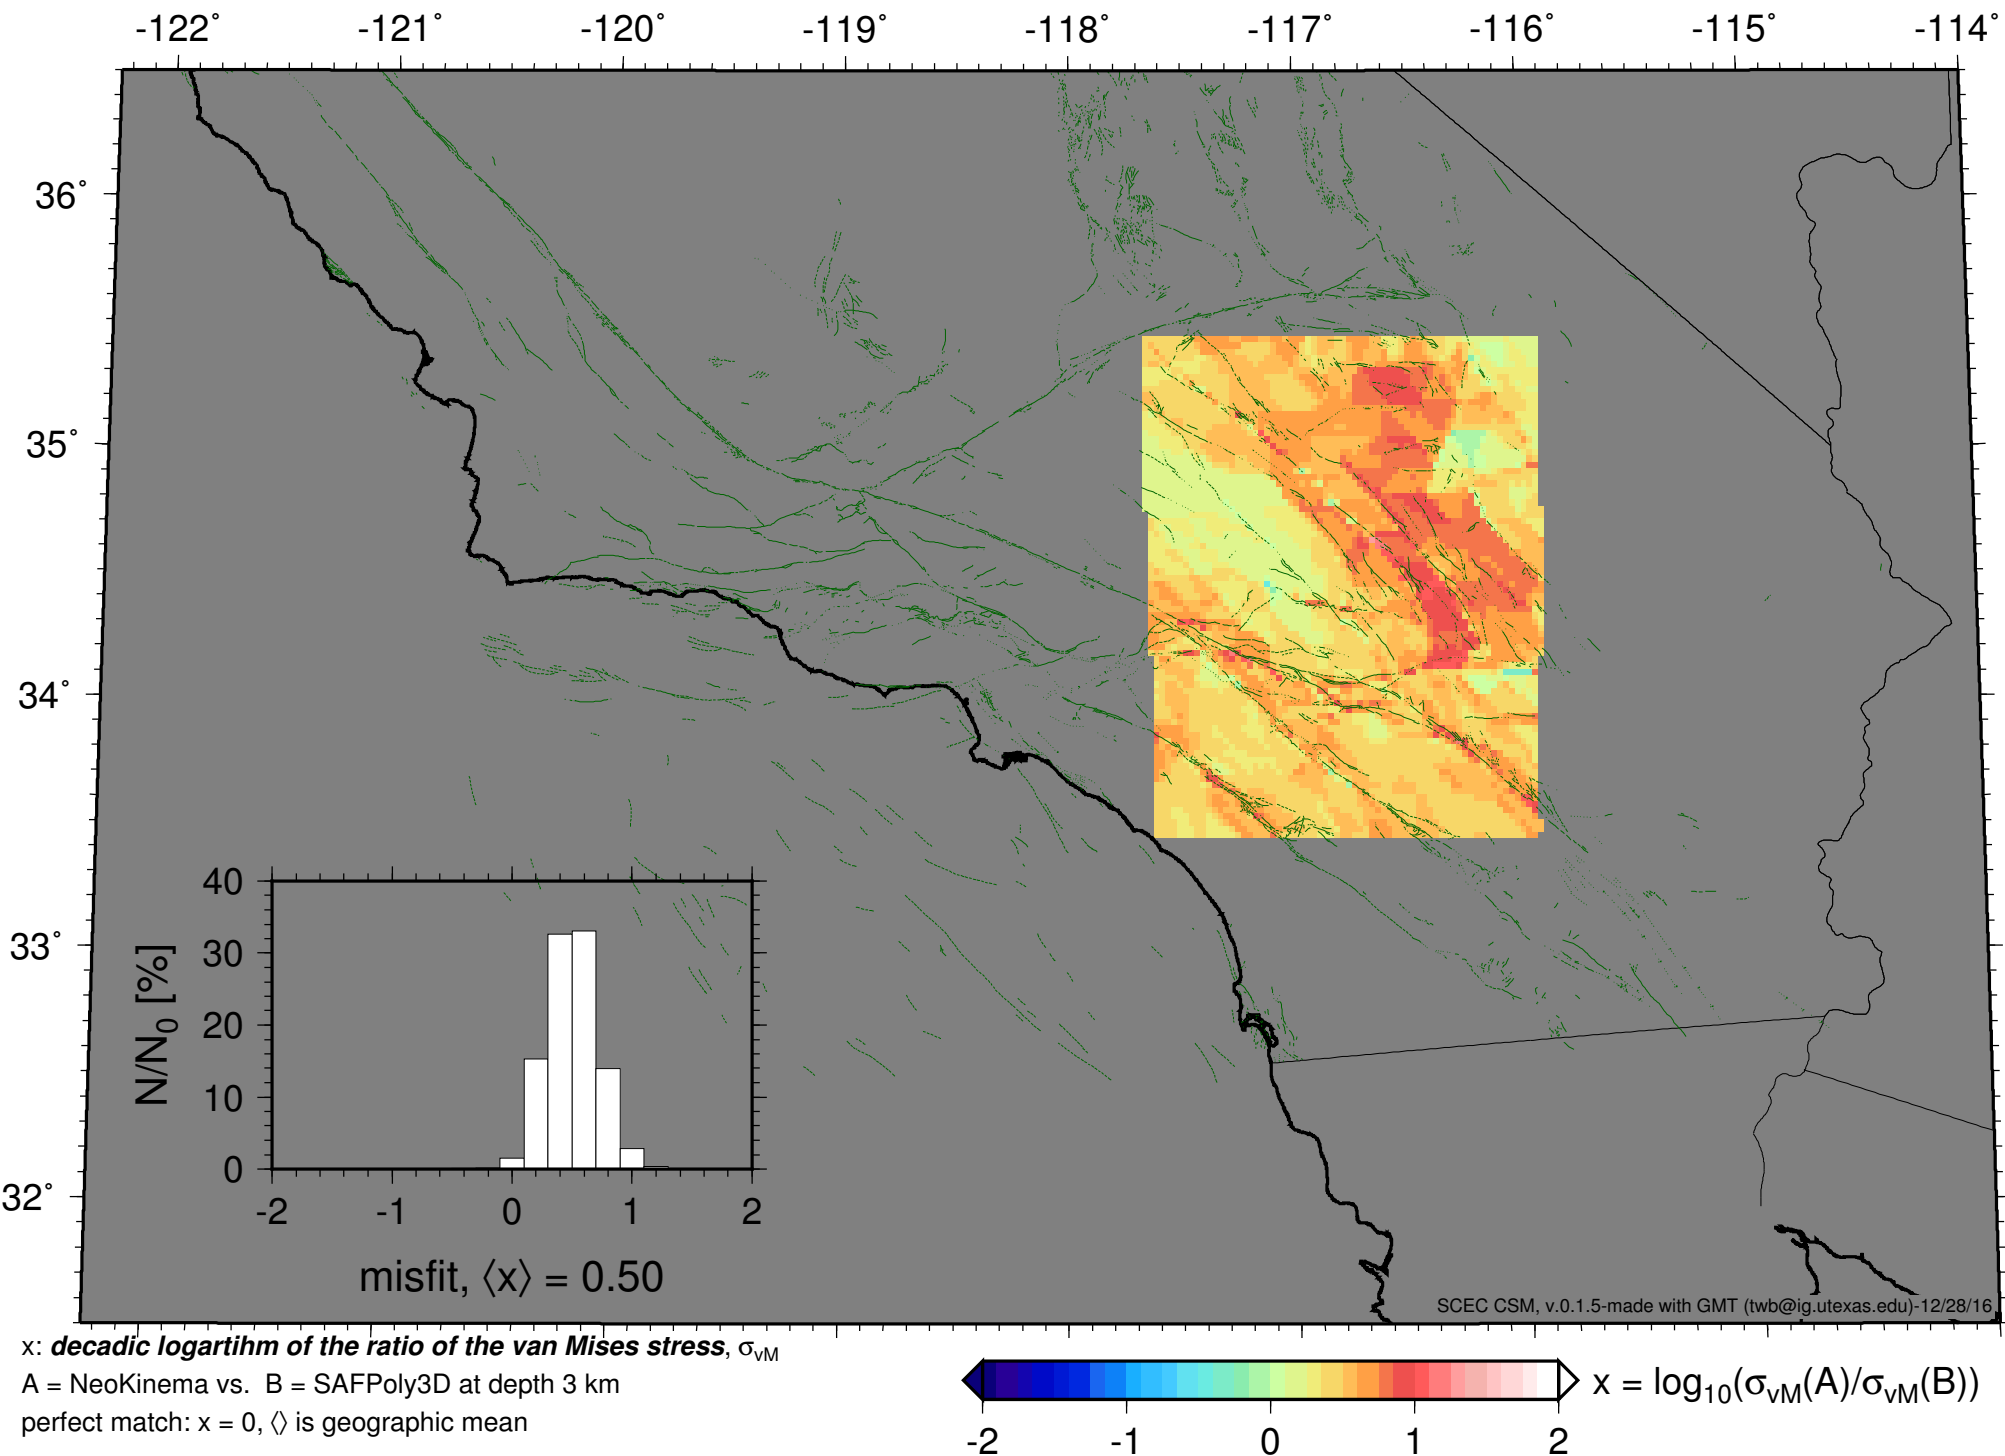 -122° -121° -120° -119° -118° -117° -116° -115° -114°
36°
35°
34°
33°
32°
40
30
20
10
0
N/N0 [%]
-2 -1 0 1 2
misfit, ⟨x⟩ = 0.50
SCEC CSM, v.0.1.5-made with GMT (twb@ig.utexas.edu)-12/28/16
x: decadic logartihm of the ratio of the van Mises stress, σvM
A = NeoKinema vs. B = SAFPoly3D at depth 3 km
perfect match: x = 0, ⟨⟩ is geographic mean
x = log10(σvM(A)/σvM(B))
-2 -1 0 1 2